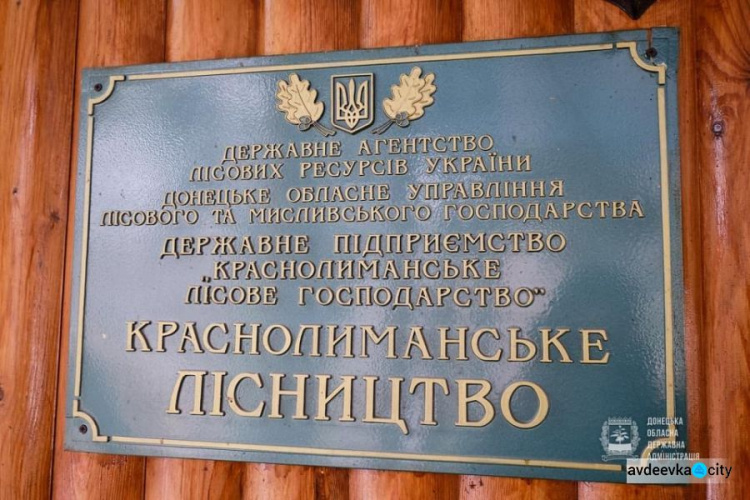 ДЕРЖАВНЕ АГЕНТСТВО
ЛІСОВИХ РЕСУРСІВ УКРАЇНИ
ДОНЕЦЬКЕ ОБЛАСНЕ УПРАВЛІННЯ
ЛІСОВОГО ТА МИСЛИВСЬКОГО ГОСПОДАРСТВА
ДЕРЖАВНЕ ПІДПРИЄМСТВО
„КРАСНОЛИМАНСЬКЕ
ЛІСОВЕ ГОСПОДАРСТВО"
КРАСНОЛИМАНСЬКЕ
ЛІСНИЦТВО
ДОНЕЦЬКА
ОБЛАСНА
ДЕРЖАВНА
АДМІНІСТРАЦІЯ
avdeevka city